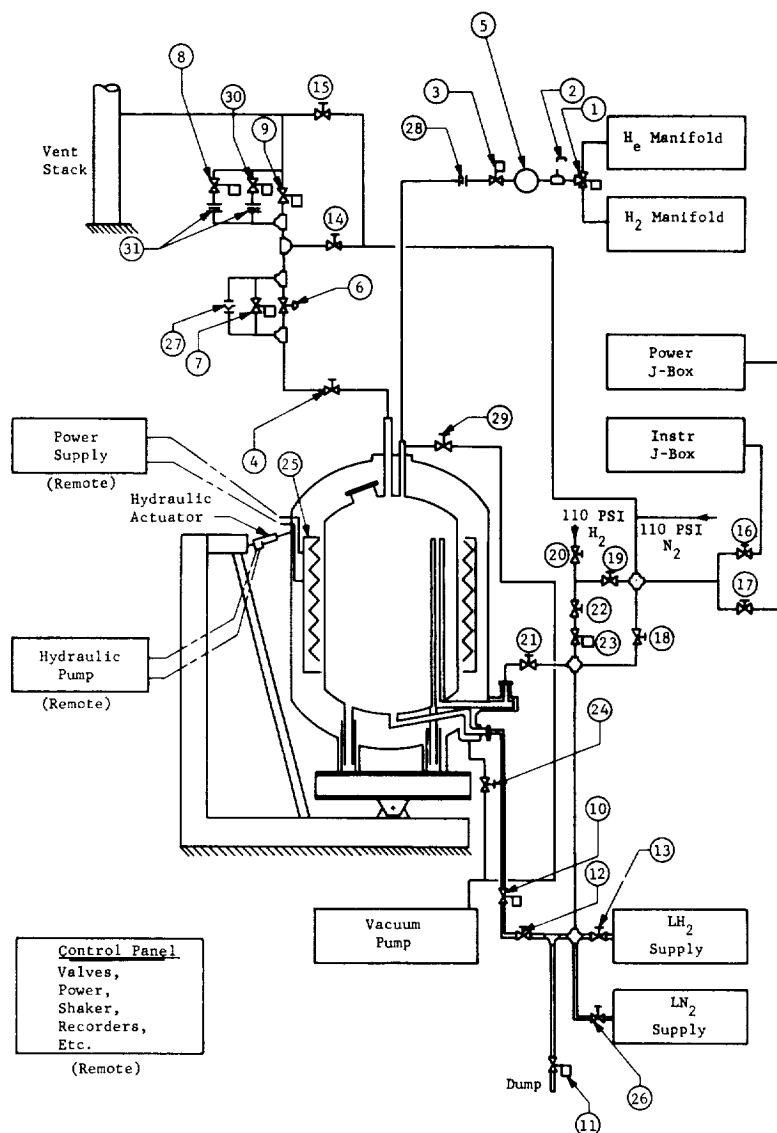 5
2
1
8
30
15
9
3
28
He Manifold
Vent
Stack
H2 Manifold
31
14
6
27
7
Power
J-Box
29
4
Power
Supply
(Remote)
25
Instr
J-Box
Hydraulic
Actuator
110 PSI
H2
110 PSI
N2
16
20
19
17
22
23
18
21
Hydraulic
Pump
(Remote)
24
10
13
12
Vacuum
Pump
LH2
Supply
Control Panel
Valves,
Power,
Shaker,
Recorders,
Etc.
(Remote)
LN2
Supply
26
Dump
11